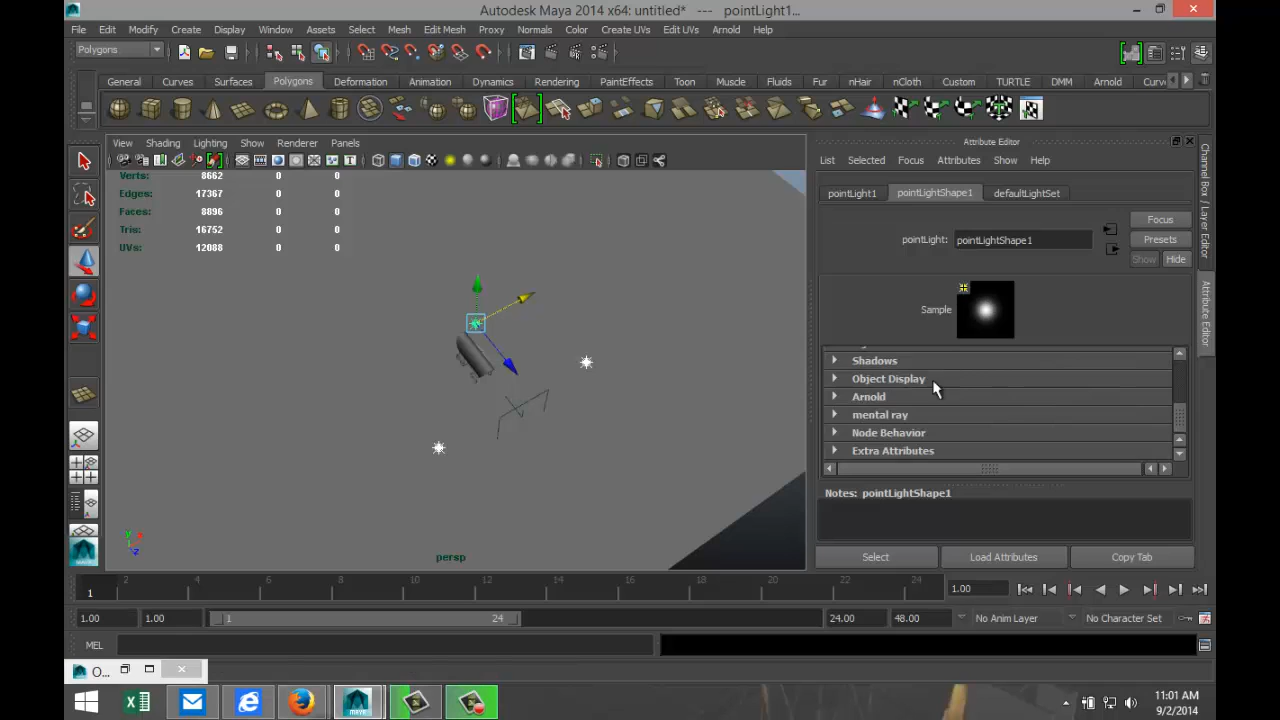 Autodesk Maya 2014 x64: untitled* --- pointLight1...
File Edit Modify Create Display Window Assets Select Mesh Edit Mesh Proxy Normals Color Create UVs Edit UVs Arnold Help
Polygons
General Curves Surfaces Polygons Deformation Animation Dynamics Rendering PaintEffects Toon Muscle Fluids Fur nHair nCloth Custom TURTLE DMM Arnold Curv
View Shading Lighting Show Renderer Panels
Attribute Editor
List Selected Focus Attributes Show Help
Verts: 8662 0 0
Edges: 17367 0 0
Faces: 8896 0 0
Tris: 16752 0 0
UVs: 12088 0 0
pointLight1 pointLightShape1 defaultLightSet
pointLight: pointLightShape1
Focus
Presets
Show Hide
Sample
Shadows
Object Display
Arnold
mental ray
Node Behavior
Extra Attributes
Notes: pointLightShape1
Select Load Attributes Copy Tab
Channel Box / Layer Editor
Attribute Editor
persp
y
x
z
2 4 6 8 10 12 14 16 18 20 22 24
1
1.00
1.00 1.00 1 24 24.00 48.00 No Anim Layer No Character Set
MEL
O...
11:01 AM
9/2/2014